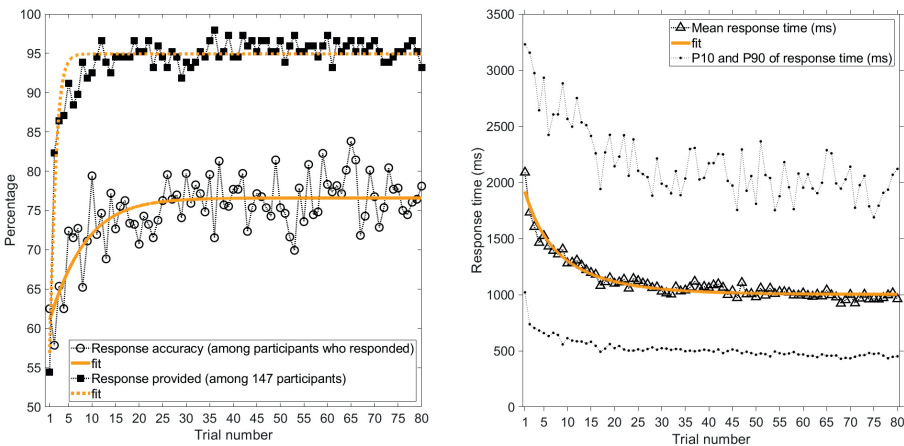 100
95
90
85
80
75
70
65
60
55
50
Percentage
Response accuracy (among participants who responded)
fit
Response provided (among 147 participants)
fit
1 5 10 15 20 25 30 35 40 45 50 55 60 65 70 75 80
Trial number
3500
3000
2500
2000
1500
1000
500
0
Response time (ms)
Mean response time (ms)
fit
P10 and P90 of response time (ms)
1 5 10 15 20 25 30 35 40 45 50 55 60 65 70 75 80
Trial number